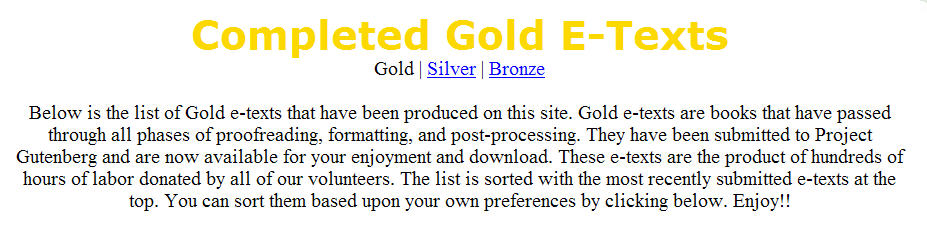 Completed Gold E-Texts
Gold | Silver | Bronze
Below is the list of Gold e-texts that have been produced on this site. Gold e-texts are books that have passed
through all phases of proofreading, formatting, and post-processing. They have been submitted to Project
Gutenberg and are now available for your enjoyment and download. These e-texts are the product of hundreds of
hours of labor donated by all of our volunteers. The list is sorted with the most recently submitted e-texts at the
top. You can sort them based upon your own preferences by clicking below. Enjoy!!